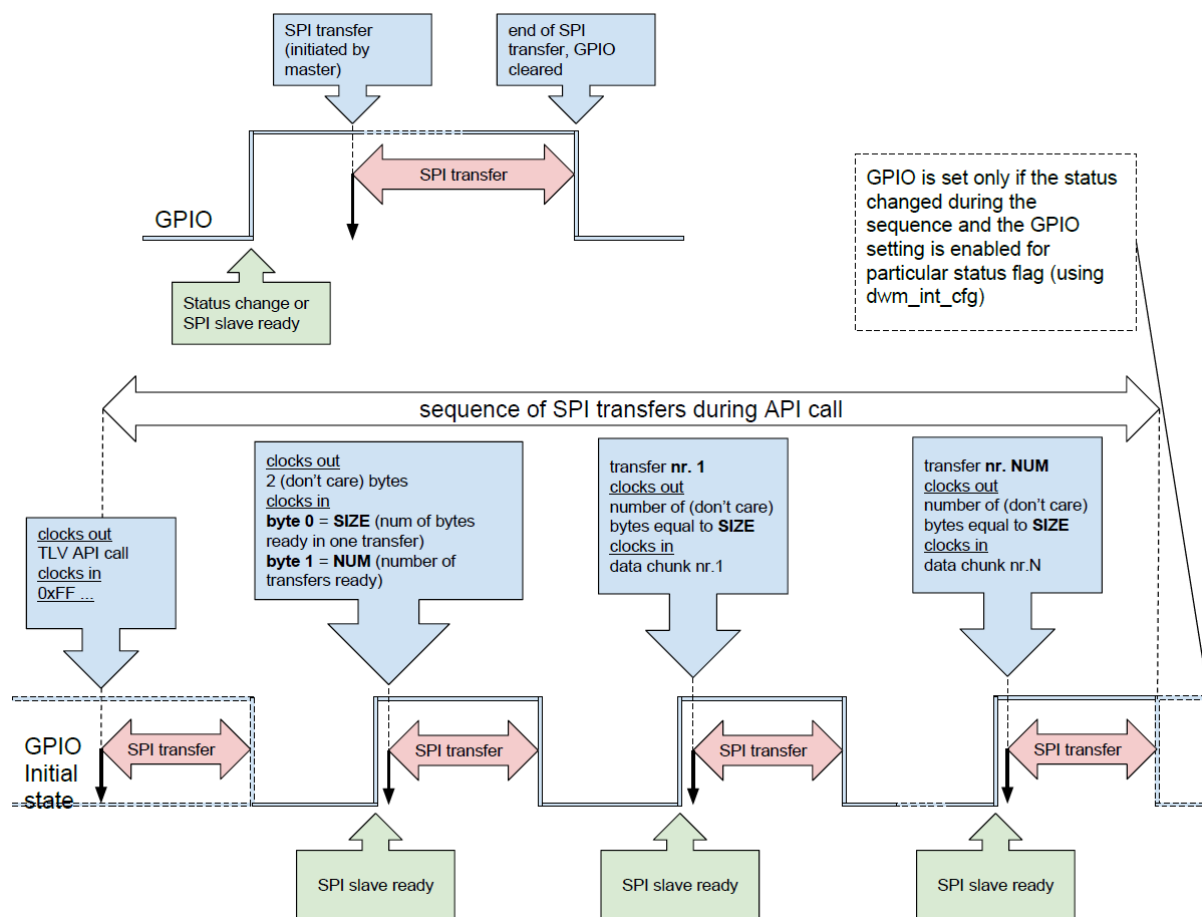 SPI transfer
(initiated by
master)
end of SPI
transfer, GPIO
cleared
SPI transfer
GPIO
Status change or
SPI slave ready
GPIO is set only if the status
changed during the
sequence and the GPIO
setting is enabled for
particular status flag (using
dwm_int_cfg)
sequence of SPI transfers during API call
clocks out
TLV API call
clocks in
0xFF ...
clocks out
2 (don't care) bytes
clocks in
byte 0 = SIZE (num of bytes
ready in one transfer)
byte 1 = NUM (number of
transfers ready)
transfer nr. 1
clocks out
number of (don't care)
bytes equal to SIZE
clocks in
data chunk nr.1
transfer nr. NUM
clocks out
number of (don't care)
bytes equal to SIZE
clocks in
data chunk nr.N
GPIO
Initial
state
SPI transfer
SPI transfer
SPI transfer
SPI transfer
SPI slave ready
SPI slave ready
SPI slave ready